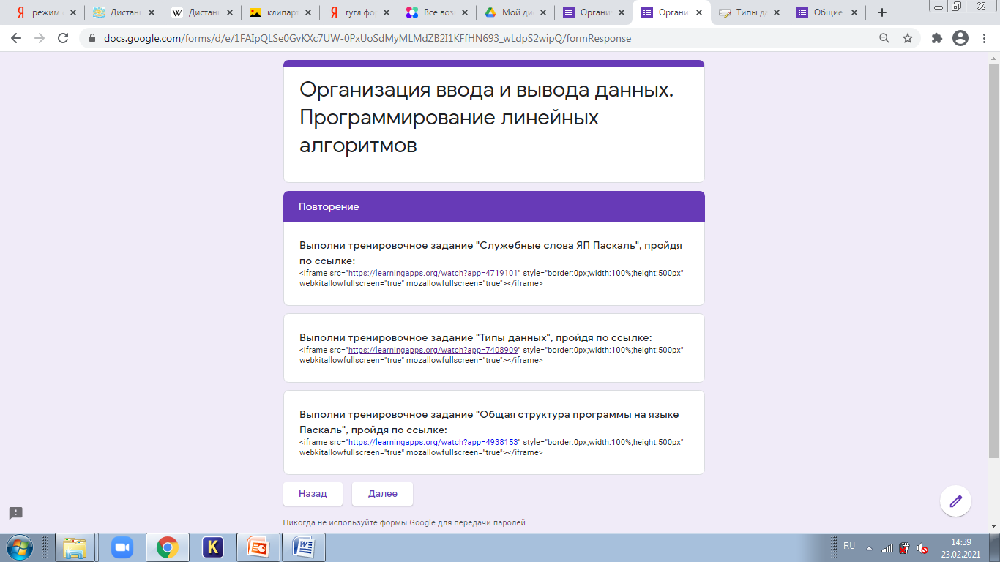 режим
Дистан
Дистанц
клипарт
гугл фор
Все возм
Мой ди
Органи
Органи
Типы д
Общие
docs.google.com/forms/d/e/1FAIpQLSe0GvKXc7UW-0PxUoSdMyMLMdZB2I1KFfHN693_wLdpS2wipQ/formResponse
Организация ввода и вывода данных.
Программирование линейных
алгоритмов
Повторение
Выполни тренировочное задание "Служебные слова ЯП Паскаль", пройдя
по ссылке:
<iframe src="https://learningapps.org/watch?app=4719101" style="border:0px;width:100%;height:500px"
webkitallowfullscreen="true" mozallowfullscreen="true"></iframe>
Выполни тренировочное задание "Типы данных", пройдя по ссылке:
<iframe src="https://learningapps.org/watch?app=7408909" style="border:0px;width:100%;height:500px"
webkitallowfullscreen="true" mozallowfullscreen="true"></iframe>
Выполни тренировочное задание "Общая структура программы на языке
Паскаль", пройдя по ссылке:
<iframe src="https://learningapps.org/watch?app=4938153" style="border:0px;width:100%;height:500px"
webkitallowfullscreen="true" mozallowfullscreen="true"></iframe>
Назад
Далее
Никогда не используйте формы Google для передачи паролей.
RU
14:39
23.02.2021